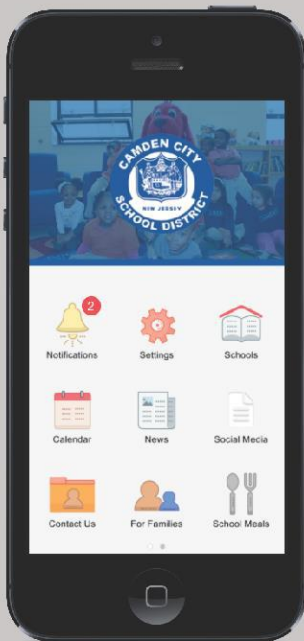 CAMDEN CITY
NEW JERSEY
SCHOOL DISTRICT
2
Notifications
Settings
Schools
Calendar
News
Social Media
Contact Us
For Families
School Meals